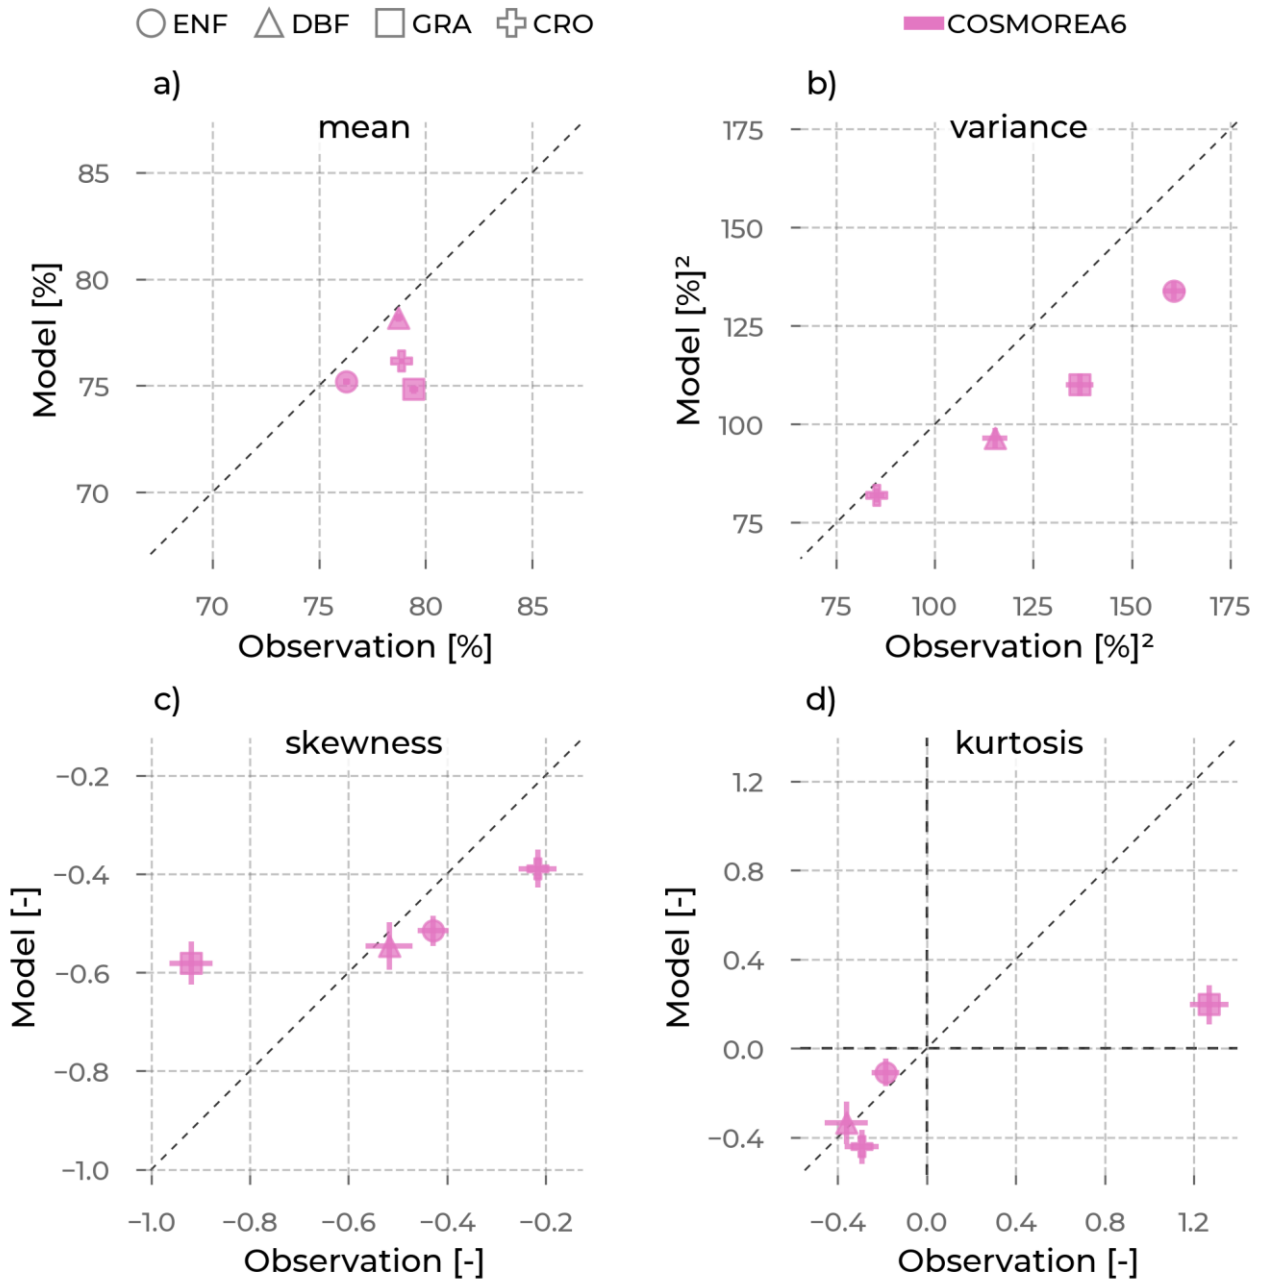 ENF DBF GRA CRO COSMOREA6
a)
mean
85
80
75
70
Model [%]
70 75 80 85
Observation [%]
b)
variance
175
150
125
100
75
Model [%]²
75 100 125 150 175
Observation [%]²
c)
skewness
−0.2
−0.4
−0.6
−0.8
−1.0
Model [-]
−1.0 −0.8 −0.6 −0.4 −0.2
Observation [-]
d)
kurtosis
1.2
0.8
0.4
0.0
−0.4
Model [-]
−0.4 0.0 0.4 0.8 1.2
Observation [-]